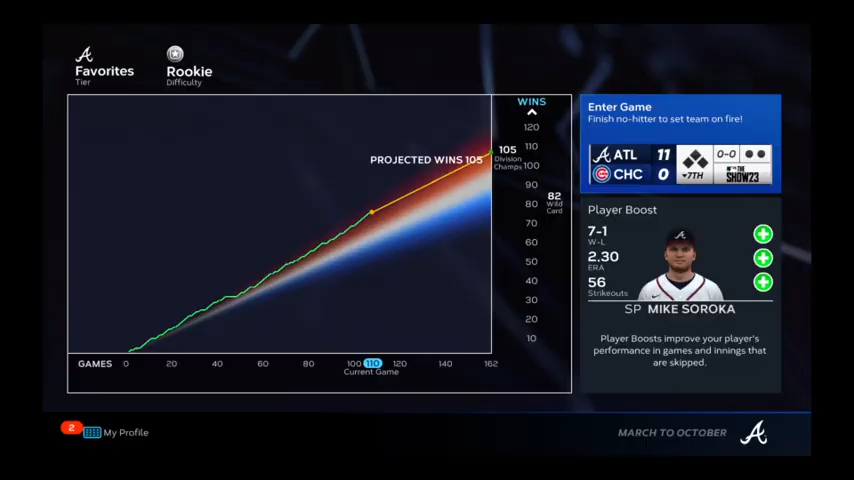 Favorites
Tier
Rookie
Difficulty
WINS
120
110
100
90
80
70
60
50
40
30
20
10
PROJECTED WINS 105
105
Division
Champs
82
Wild
Card
GAMES 0 20 40 60 80 100 110 120 140 162
Current Game
Enter Game
Finish no-hitter to set team on fire!
ATL 11
CHC 0
7TH
0-0
MLB THE
SHOW23
Player Boost
7-1
W-L
2.30
ERA
56
Strikeouts
SP MIKE SOROKA
Player Boosts improve your player's
performance in games and innings that
are skipped.
2 My Profile
MARCH TO OCTOBER